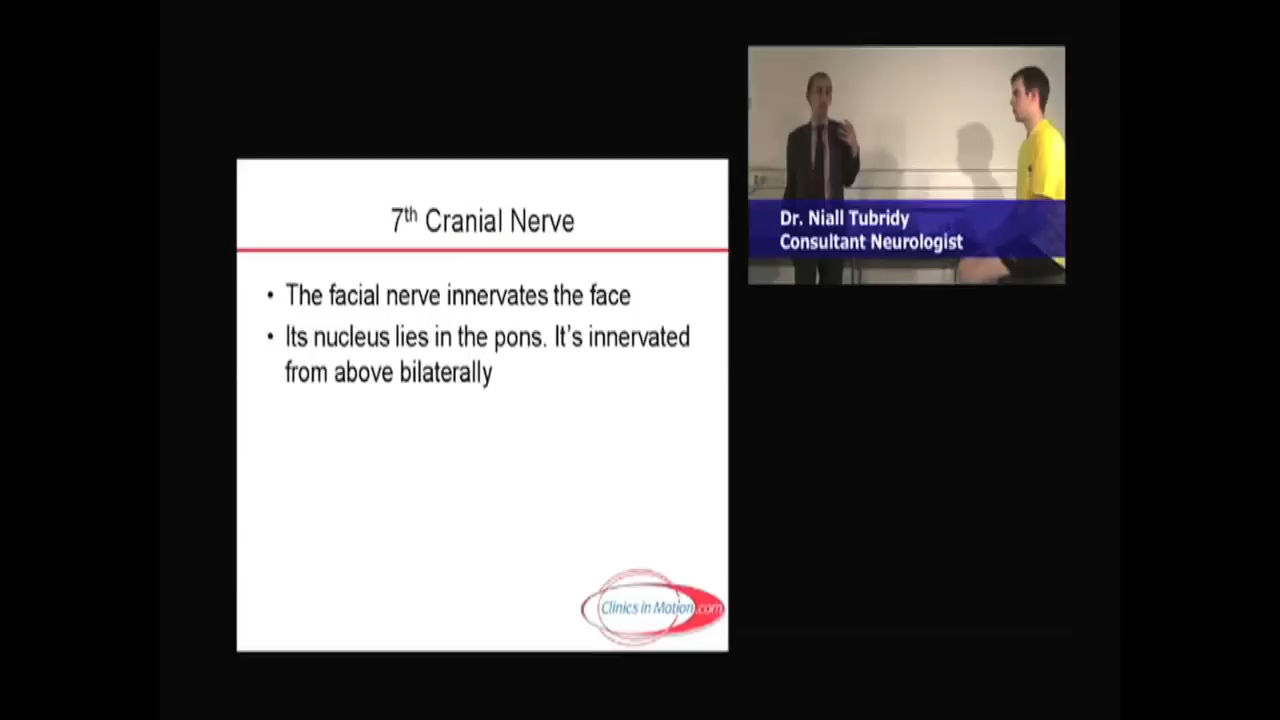 7th Cranial Nerve
• The facial nerve innervates the face
• Its nucleus lies in the pons. It's innervated
from above bilaterally
Clinics in Motion.com
Dr. Niall Tubridy
Consultant Neurologist